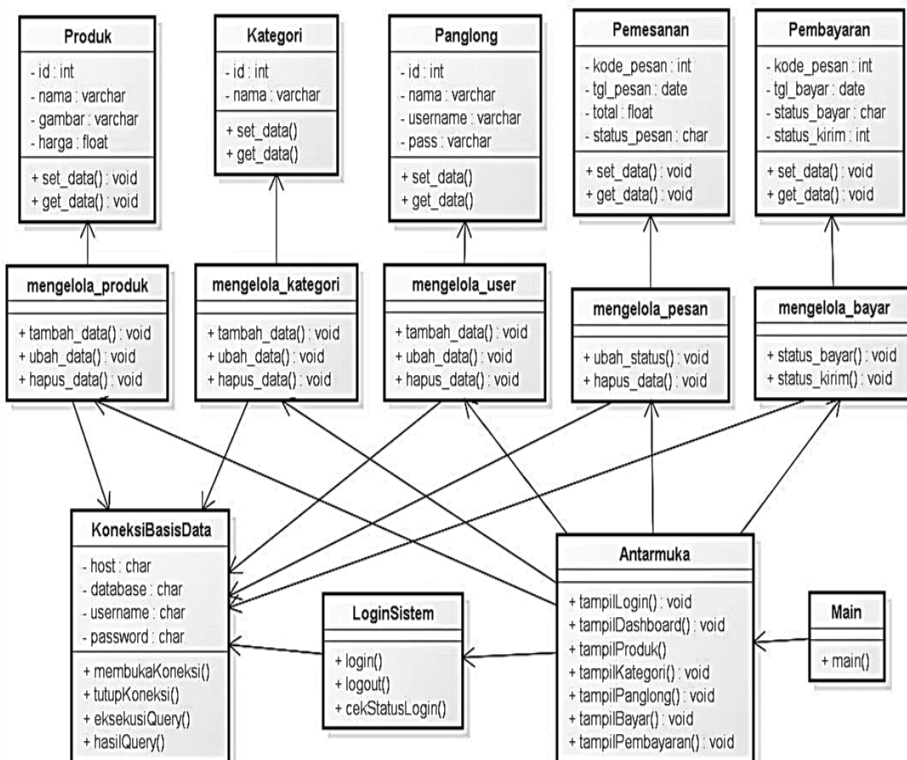 Produk
- id : int
- nama : varchar
- gambar : varchar
- harga : float
+ set_data() : void
+ get_data() : void
Kategori
- id : int
- nama : varchar
+ set_data()
+ get_data()
Panglong
- id : int
- nama : varchar
- username : varchar
- pass : varchar
+ set_data()
+ get_data()
Pemesanan
- kode_pesan : int
- tgl_pesan : date
- total : float
- status_pesan : char
+ set_data() : void
+ get_data() : void
Pembayaran
- kode_pesan : int
- tgl_bayar : date
- status_bayar : char
- status_kirim : int
+ set_data() : void
+ get_data() : void
mengelola_produk
+ tambah_data() : void
+ ubah_data() : void
+ hapus_data() : void
mengelola_kategori
+ tambah_data() : void
+ ubah_data() : void
+ hapus_data() : void
mengelola_user
+ tambah_data() : void
+ ubah_data() : void
+ hapus_data() : void
mengelola_pesan
+ ubah_status() : void
+ hapus_data() : void
mengelola_bayar
+ status_bayar() : void
+ status_kirim() : void
KoneksiBasisData
- host : char
- database : char
- username : char
- password : char
+ membukaKoneksi()
+ tutupKoneksi()
+ eksekusiQuery()
+ hasilQuery()
LoginSistem
+ login()
+ logout()
+ cekStatusLogin()
Antarmuka
+ tampilLogin() : void
+ tampilDashboard() : void
+ tampilProduk()
+ tampilKategori() : void
+ tampilPanglong() : void
+ tampilBayar() : void
+ tampilPembayaran() : void
Main
+ main()